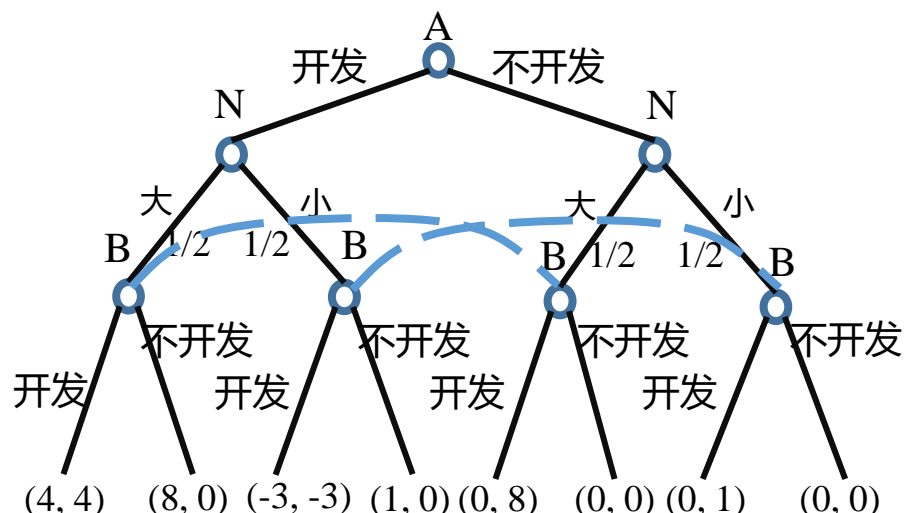 A
开发 不开发
N N
大 小 大 小
1/2 1/2 1/2 1/2
B B B B
不开发 不开发 不开发 不开发
开发 开发 开发 开发
(4, 4) (8, 0) (-3, -3) (1, 0) (0, 8) (0, 0) (0, 1) (0, 0)